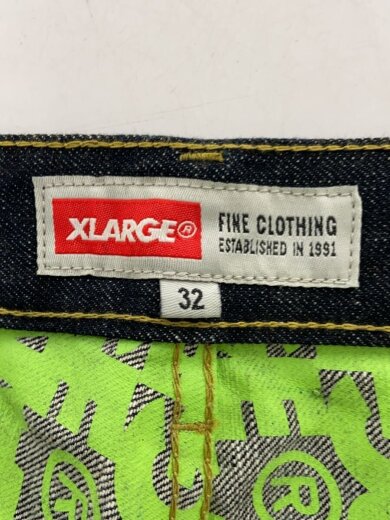 XLARGE®
FINE CLOTHING
ESTABLISHED IN 1991
32
®